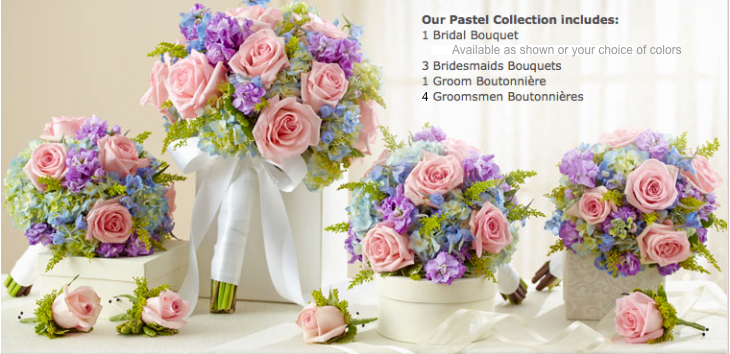 Our Pastel Collection includes:
1 Bridal Bouquet
Available as shown or your choice of colors
3 Bridesmaids Bouquets
1 Groom Boutonnière
4 Groomsmen Boutonnières